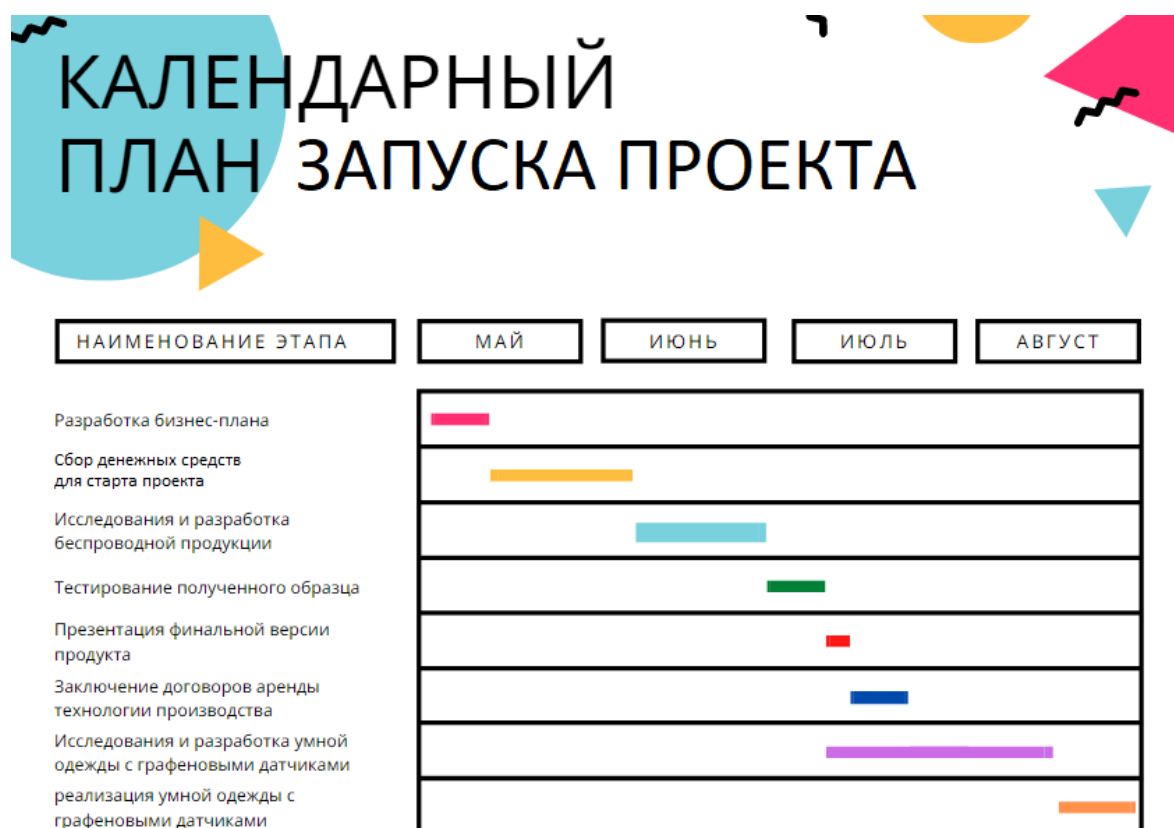 КАЛЕНДАРНЫЙ
ПЛАН ЗАПУСКА ПРОЕКТА
НАИМЕНОВАНИЕ ЭТАПА
МАЙ
ИЮНЬ
ИЮЛЬ
АВГУСТ
Разработка бизнес-плана
Сбор денежных средств
для старта проекта
Исследования и разработка
беспроводной продукции
Тестирование полученного образца
Презентация финальной версии
продукта
Заключение договоров аренды
технологии производства
Исследования и разработка умной
одежды с графеновыми датчиками
реализация умной одежды с
графеновыми датчиками